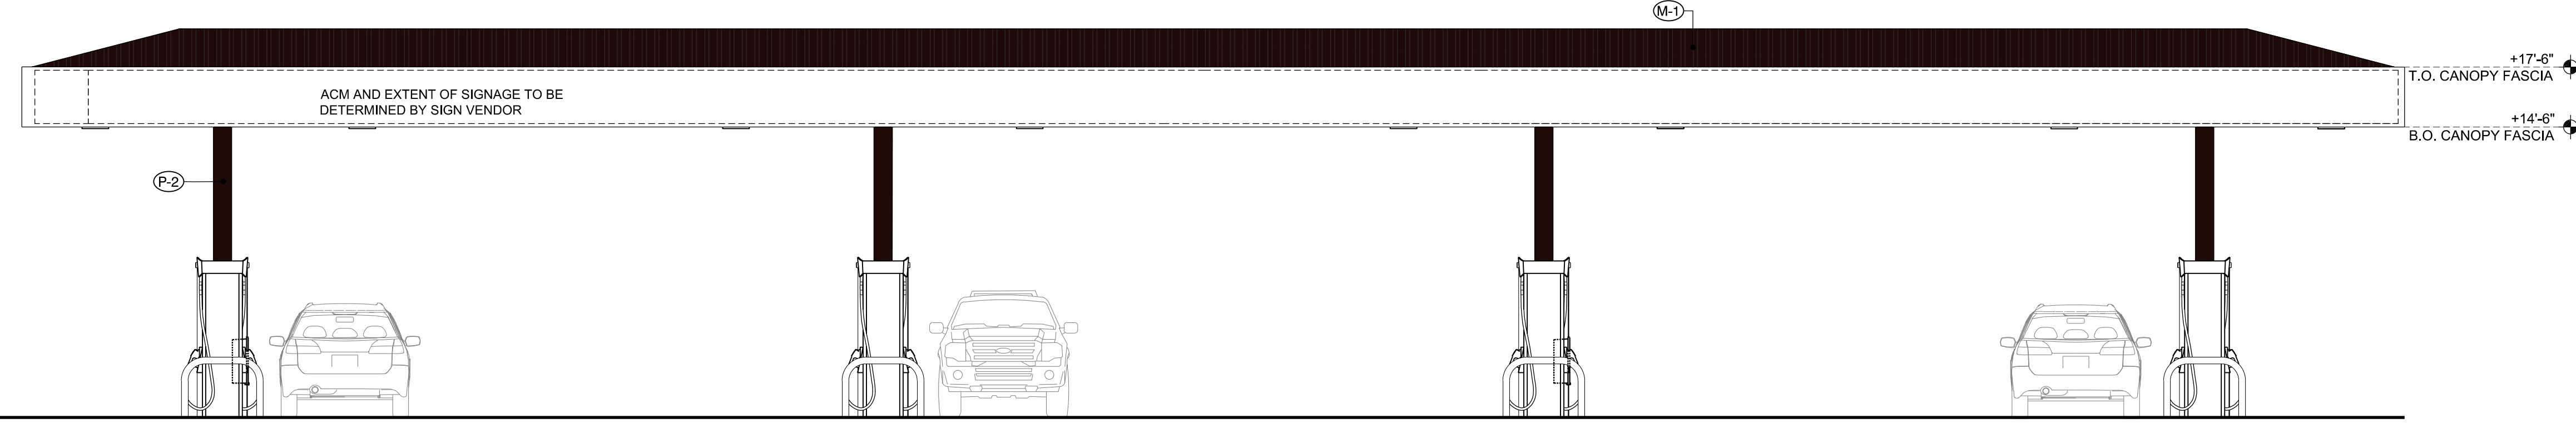 M-1
+17'-6"
T.O. CANOPY FASCIA
ACM AND EXTENT OF SIGNAGE TO BE
DETERMINED BY SIGN VENDOR
+14'-6"
B.O. CANOPY FASCIA
P-2